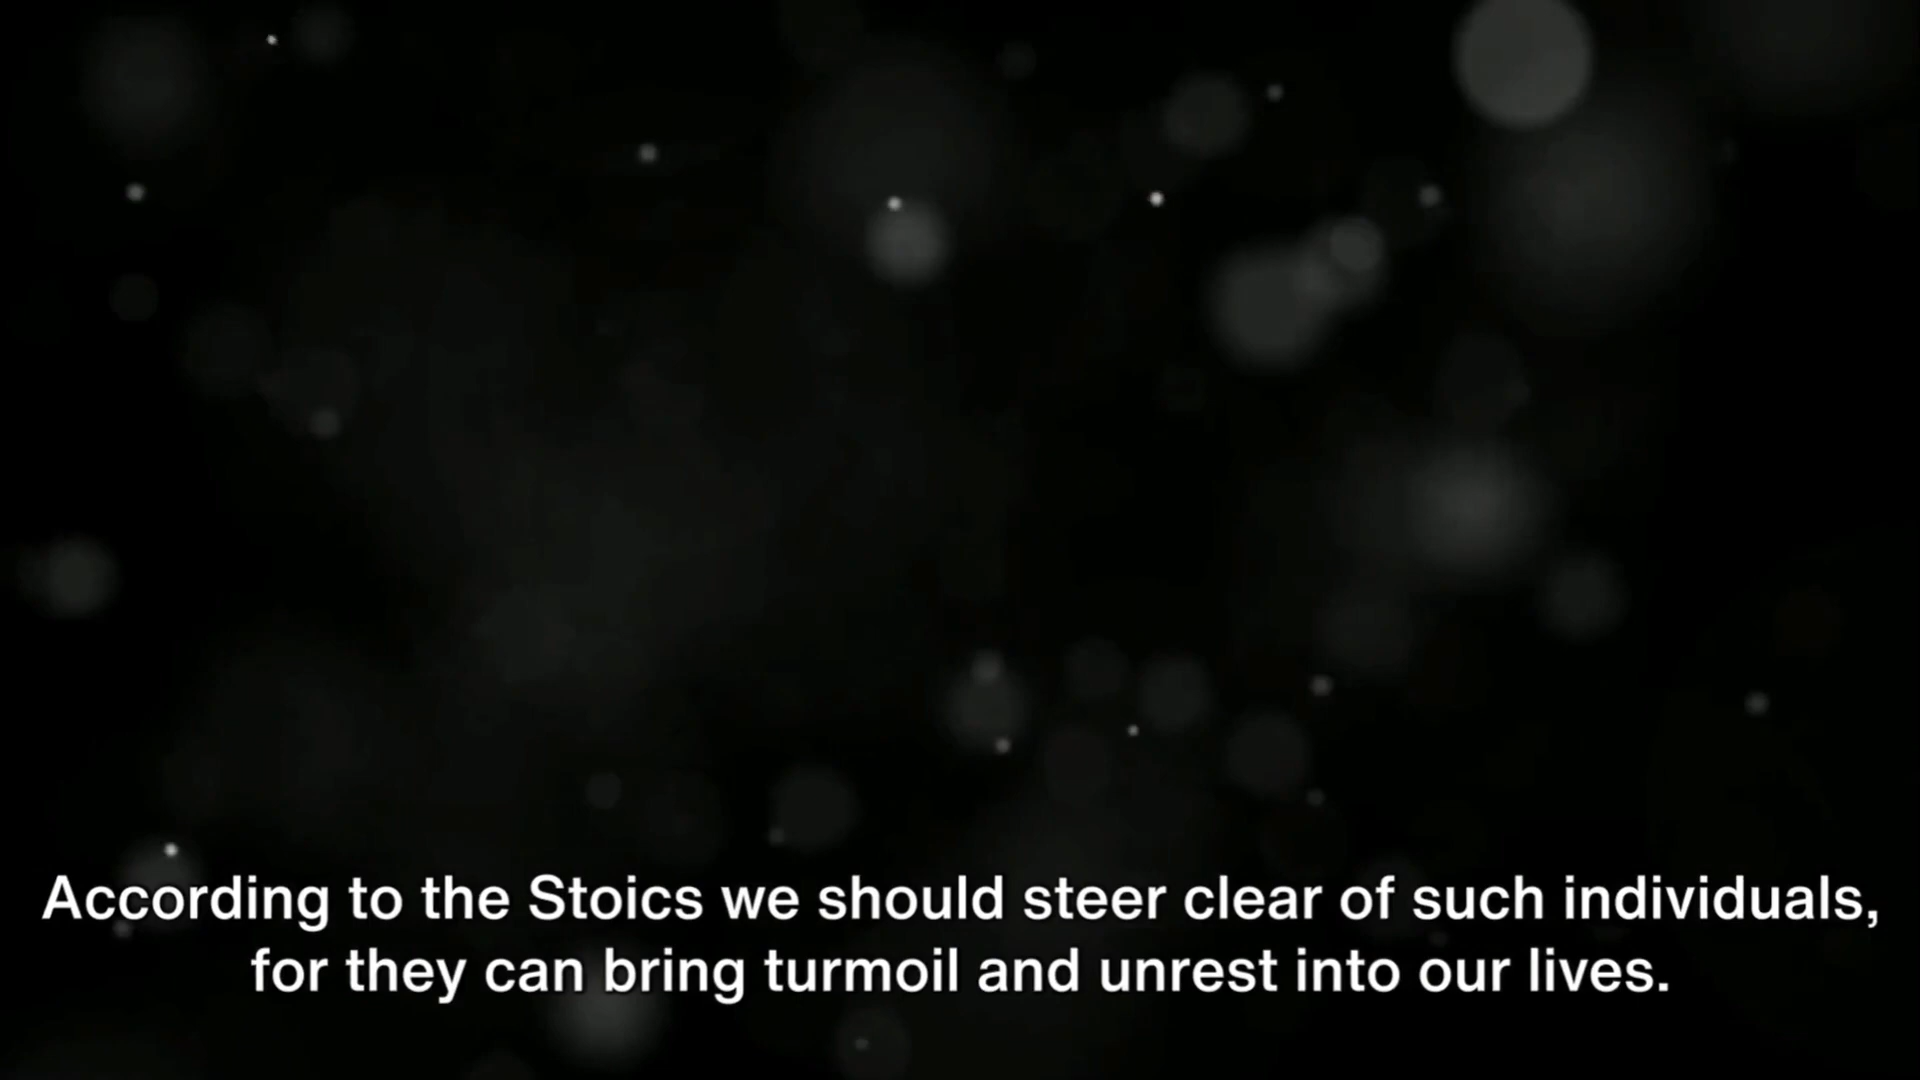 According to the Stoics we should steer clear of such individuals,
for they can bring turmoil and unrest into our lives.